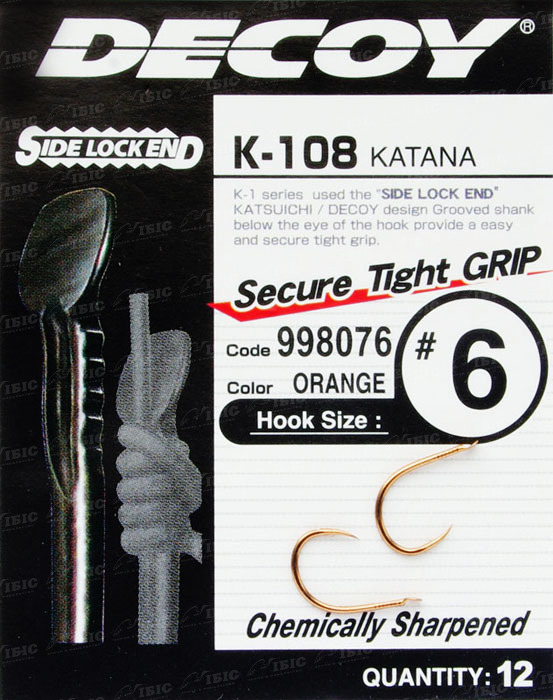 DECOY®
SIDE LOCK END
K-108 KATANA
K-1 series used the "SIDE LOCK END"
KATSUICHI / DECOY design Grooved shank
below the eye of the hook provide a easy
and secure tight grip.
Secure Tight GRIP
Code 998076
# 6
Color ORANGE
Hook Size :
Chemically Sharpened
QUANTITY: 12